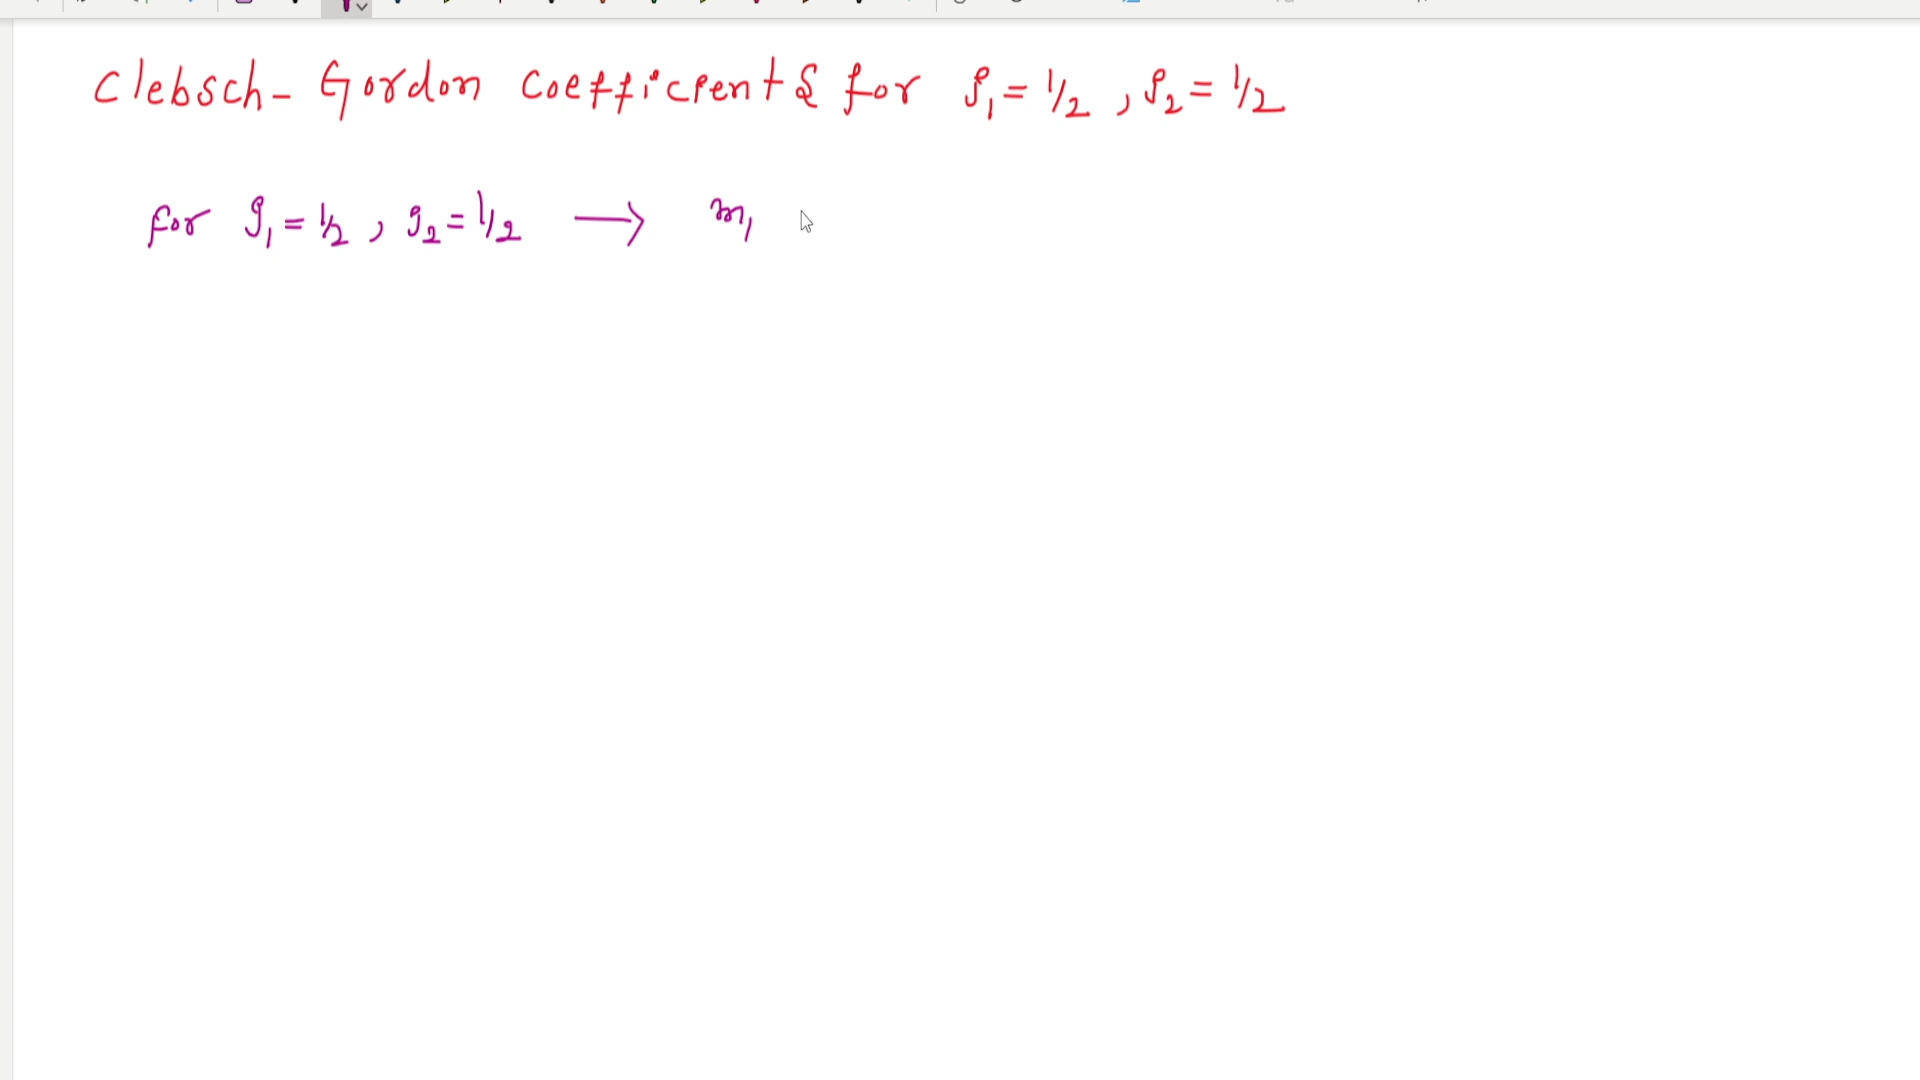 Clebsch- Gordon Coefficients for j₁ = 1/2 , j₂ = 1/2
for j₁ = 1/2 , j₂ = 1/2 → m₁